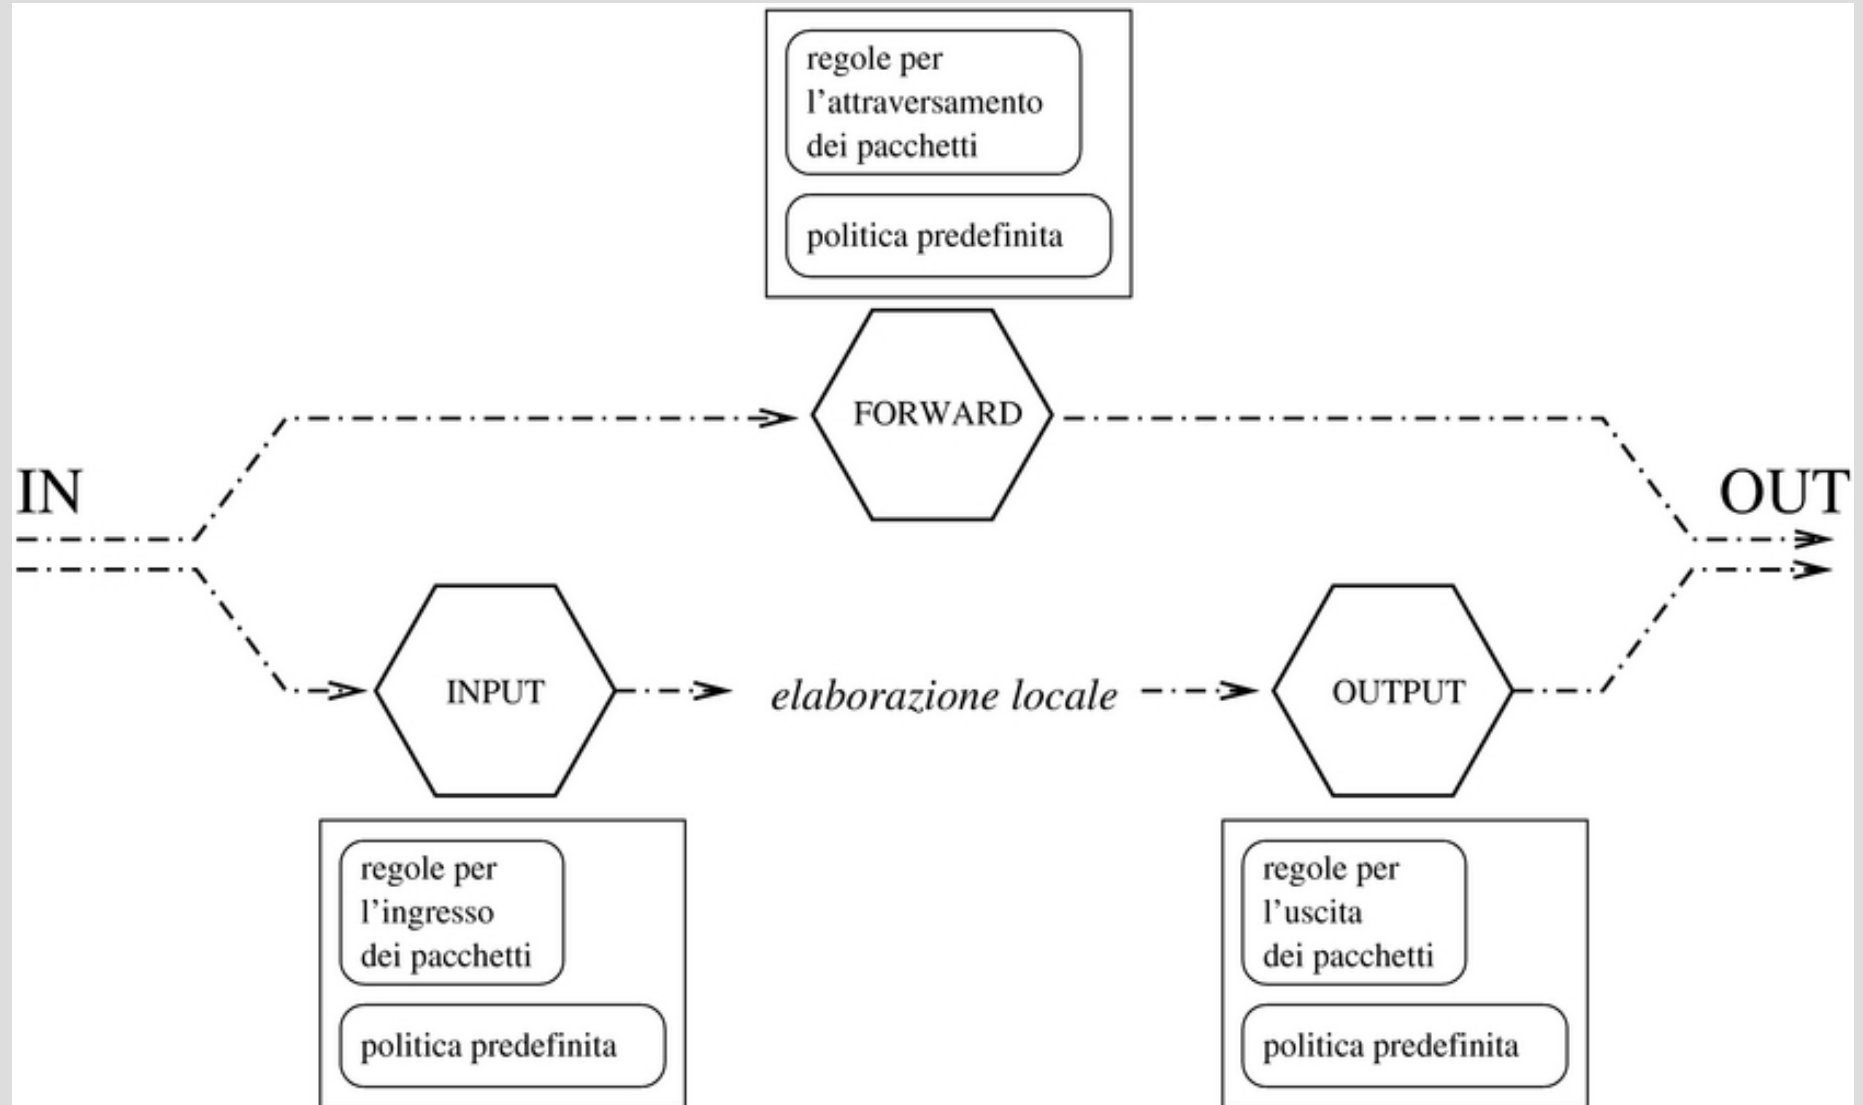 regole per
l'attraversamento
dei pacchetti
politica predefinita
FORWARD
IN
OUT
INPUT
elaborazione locale
OUTPUT
regole per
l'ingresso
dei pacchetti
politica predefinita
regole per
l'uscita
dei pacchetti
politica predefinita